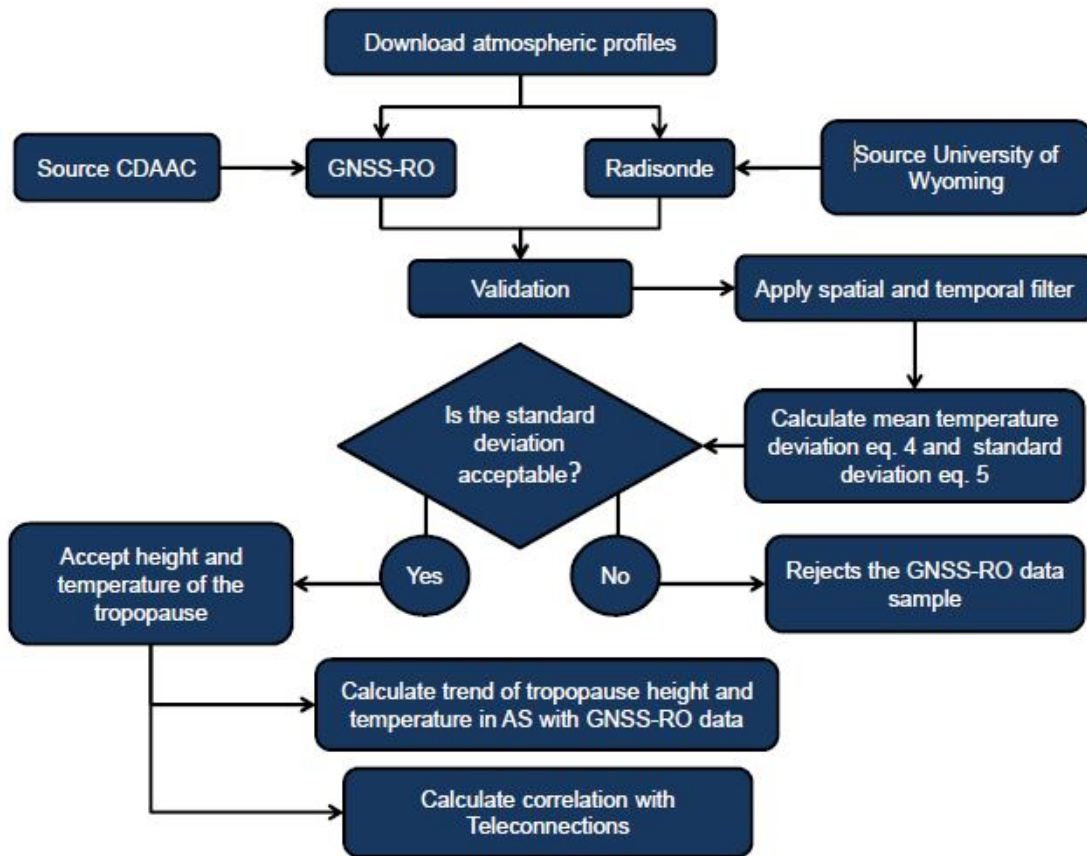 Download atmospheric profiles
Source CDAAC
GNSS-RO
Radisonde
Source University of
Wyoming
Validation
Apply spatial and temporal filter
Is the standard
deviation
acceptable?
Calculate mean temperature
deviation eq. 4 and standard
deviation eq. 5
Accept height and
temperature of the
tropopause
Yes
No
Rejects the GNSS-RO data
sample
Calculate trend of tropopause height and
temperature in AS with GNSS-RO data
Calculate correlation with
Teleconnections